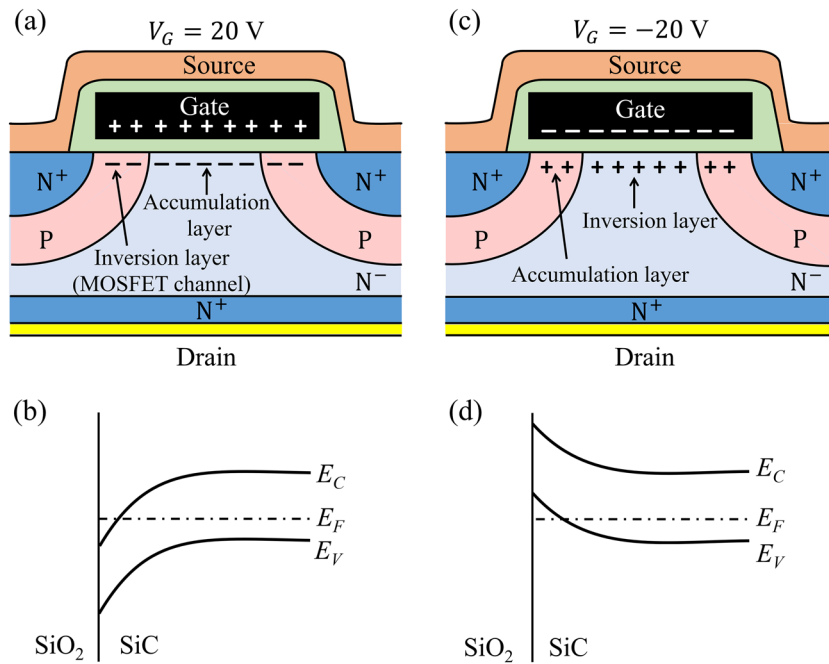 (a)
V_G = 20 V
Source
Gate
+ + + + + + + + +
N⁺
N⁺
Accumulation
layer
P
P
Inversion layer
(MOSFET channel)
N⁻
N⁺
Drain
(c)
V_G = −20 V
Source
Gate
− − − − − − − − −
N⁺
+ + + + + + + + +
N⁺
Inversion layer
P
P
Accumulation layer
N⁻
N⁺
Drain
(b)
E_C
E_F
E_V
SiO₂ SiC
(d)
E_C
E_F
E_V
SiO₂ SiC